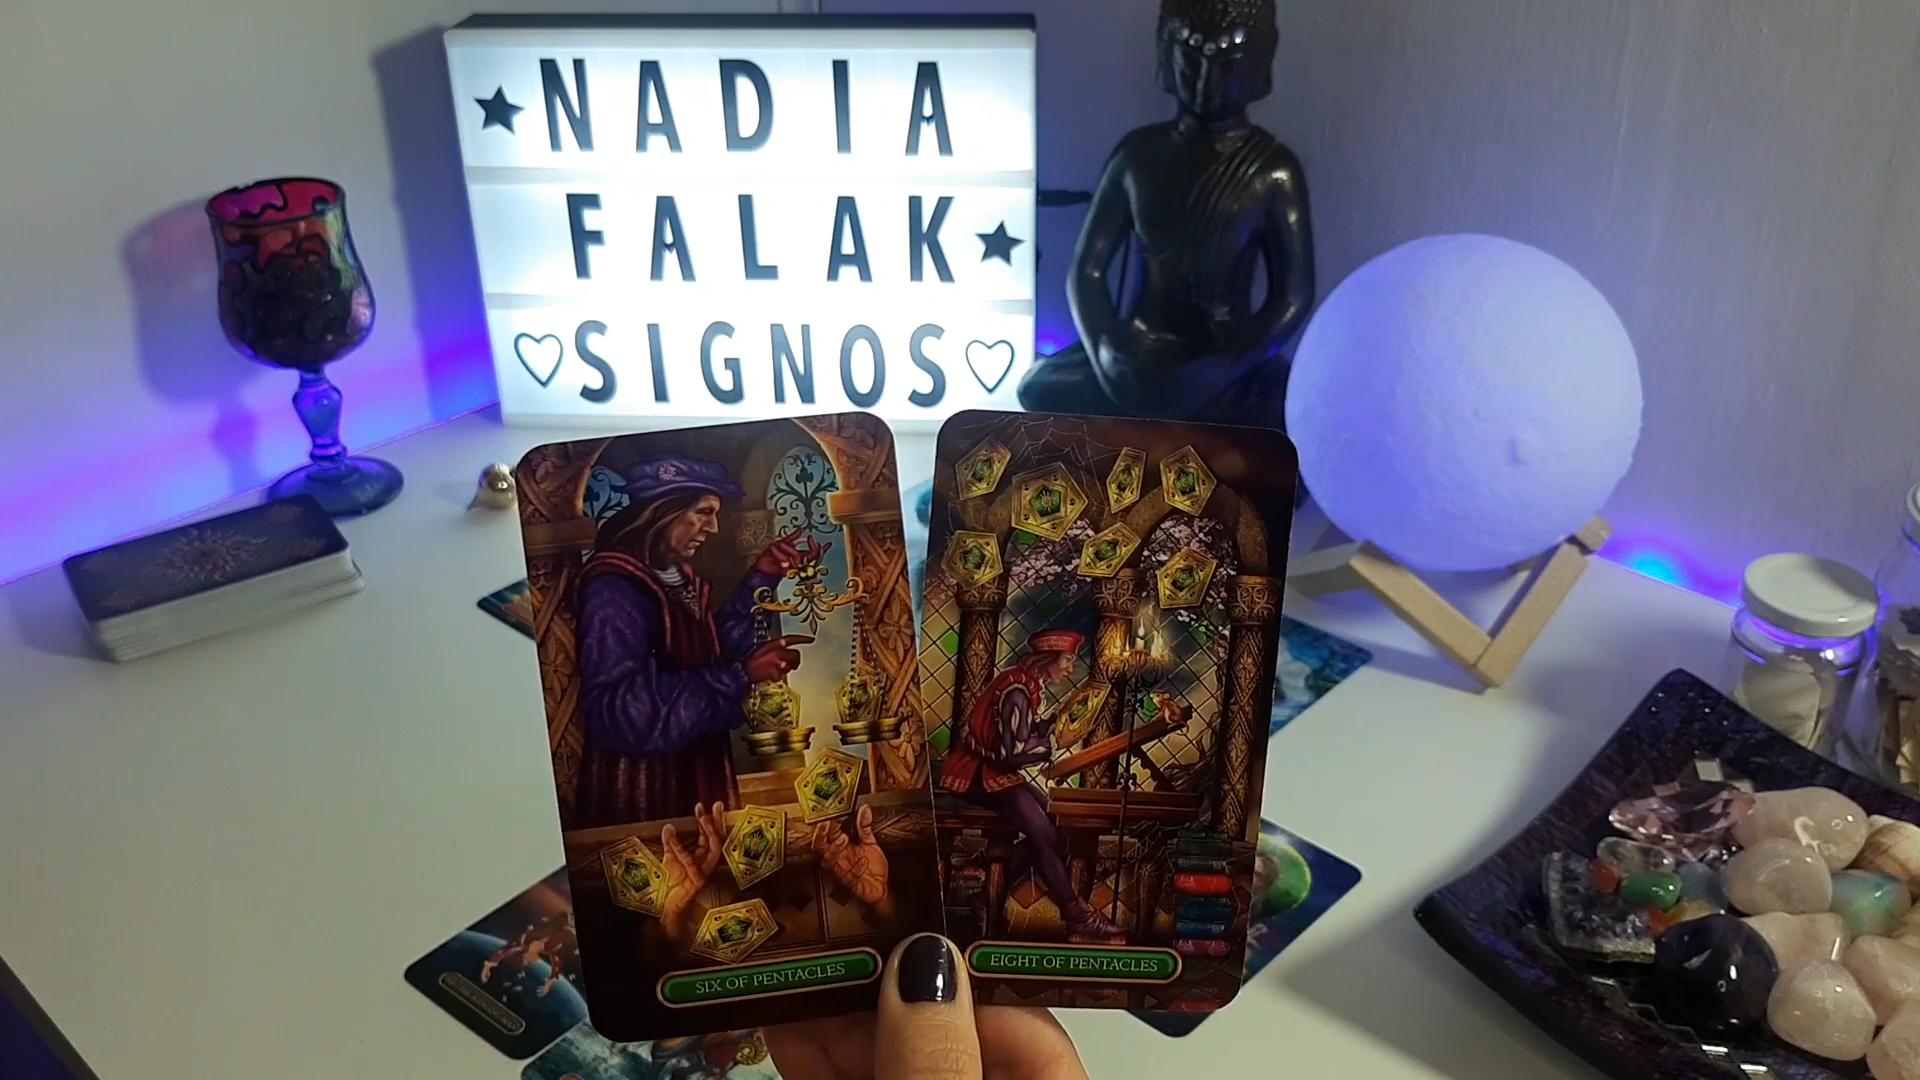 ★ NADIA
FALAK ★
♡ SIGNOS ♡
SIX OF PENTACLES
EIGHT OF PENTACLES